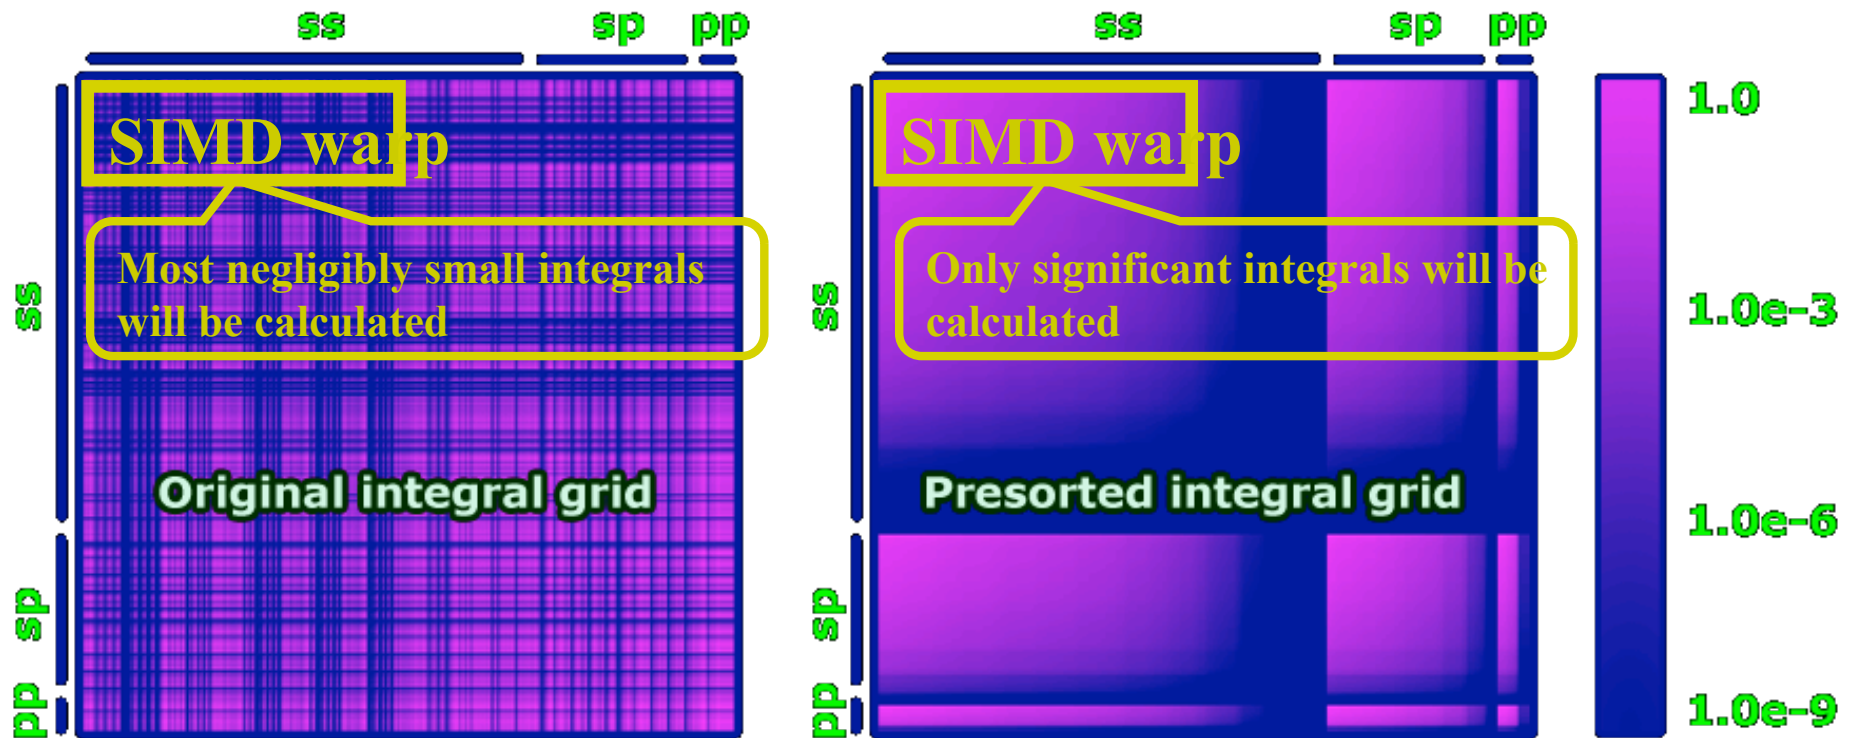 ss sp pp
ss sp pp
SIMD warp
Most negligibly small integrals
will be calculated
Original integral grid
ss
sp
pp
SIMD warp
Only significant integrals will be
calculated
Presorted integral grid
ss
sp
pp
1.0
1.0e-3
1.0e-6
1.0e-9